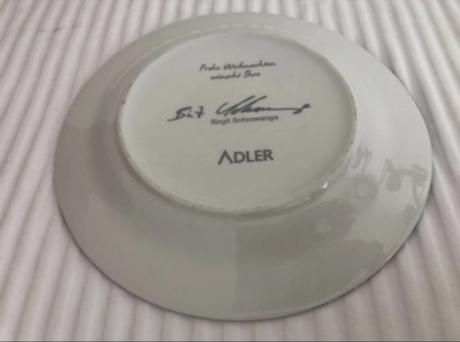 Frohe Weihnachten
wünscht Ihre
Birgit Schrowange
ADLER